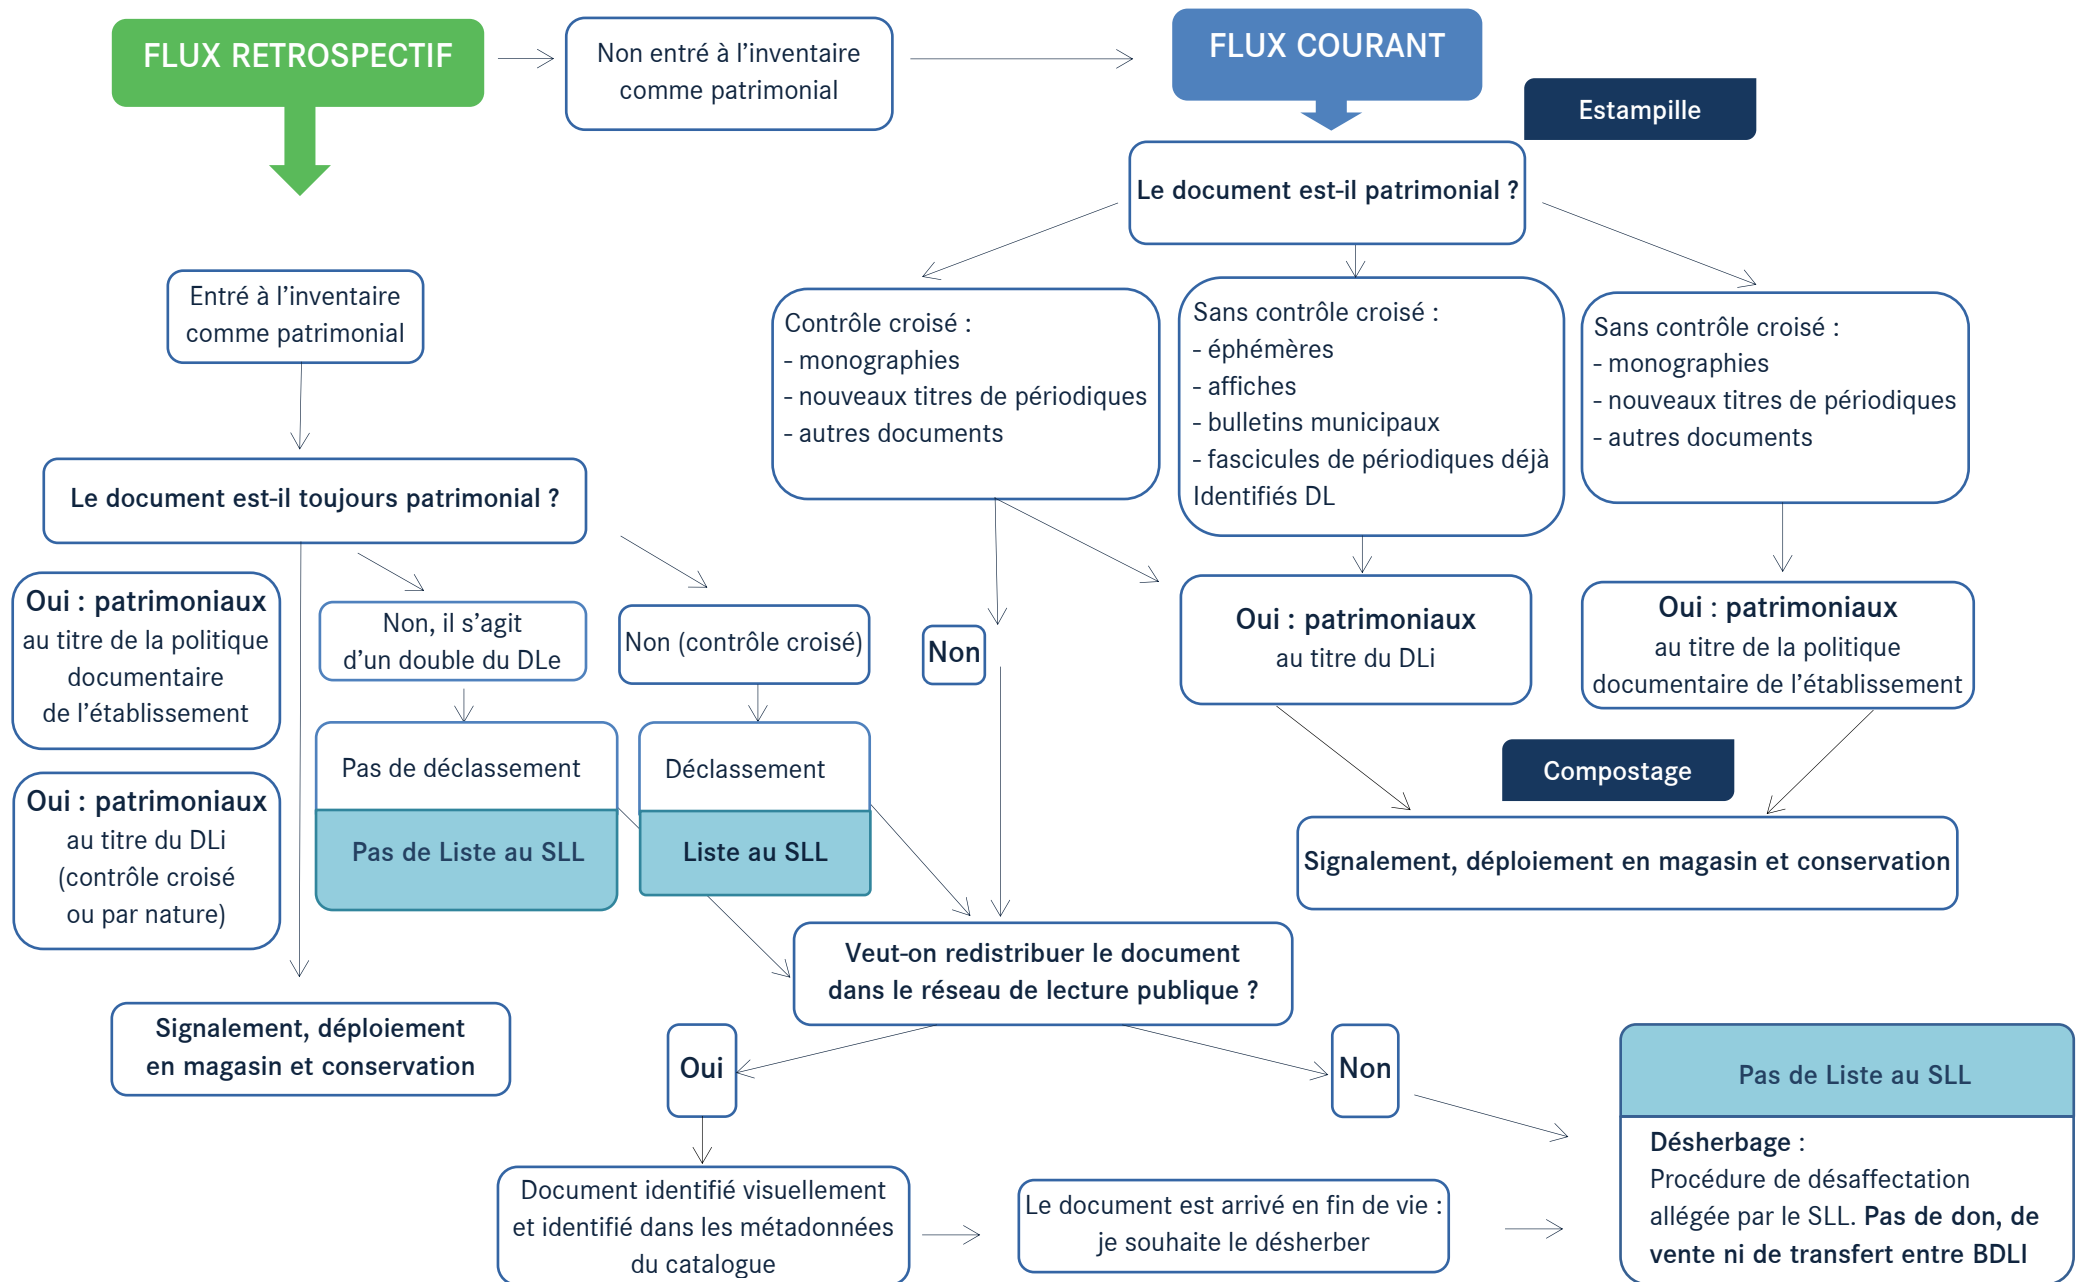 FLUX RETROSPECTIF
Non entré à l’inventaire
comme patrimonial
FLUX COURANT
Estampille
Le document est-il patrimonial ?
Entré à l’inventaire
comme patrimonial
Contrôle croisé :
- monographies
- nouveaux titres de périodiques
- autres documents
Sans contrôle croisé :
- éphémères
- affiches
- bulletins municipaux
- fascicules de périodiques déjà
Identifiés DL
Sans contrôle croisé :
- monographies
- nouveaux titres de périodiques
- autres documents
Le document est-il toujours patrimonial ?
Oui : patrimoniaux
au titre de la politique
documentaire
de l’établissement
Non, il s’agit
d’un double du DLe
Non (contrôle croisé)
Non
Oui : patrimoniaux
au titre du DLi
Oui : patrimoniaux
au titre de la politique
documentaire de l’établissement
Oui : patrimoniaux
au titre du DLi
(contrôle croisé
ou par nature)
Pas de déclassement
Pas de Liste au SLL
Déclassement
Liste au SLL
Compostage
Signalement, déploiement en magasin et conservation
Veut-on redistribuer le document
dans le réseau de lecture publique ?
Signalement, déploiement
en magasin et conservation
Oui
Non
Pas de Liste au SLL
Désherbage :
Procédure de désaffectation
allégée par le SLL. Pas de don, de
vente ni de transfert entre BDLI
Document identifié visuellement
et identifié dans les métadonnées
du catalogue
Le document est arrivé en fin de vie :
je souhaite le désherber